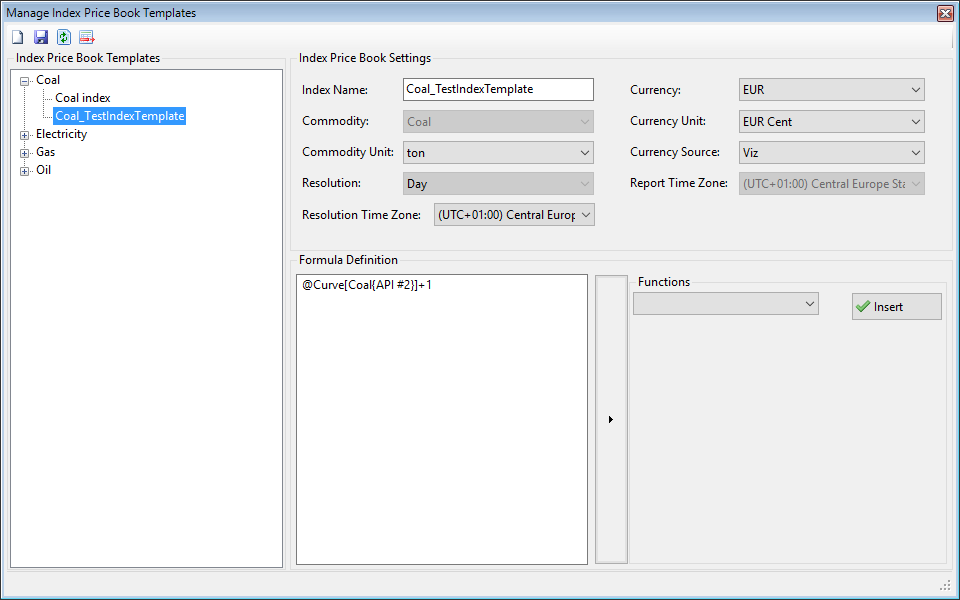 Manage Index Price Book Templates
Index Price Book Templates
Coal
Coal index
Coal_TestIndexTemplate
Electricity
Gas
Oil
Index Price Book Settings
Index Name: Coal_TestIndexTemplate
Commodity: Coal
Commodity Unit: ton
Resolution: Day
Resolution Time Zone: (UTC+01:00) Central Europ
Currency: EUR
Currency Unit: EUR Cent
Currency Source: Viz
Report Time Zone: (UTC+01:00) Central Europe Sta
Formula Definition
@Curve[Coal{API #2}]+1
Functions
Insert